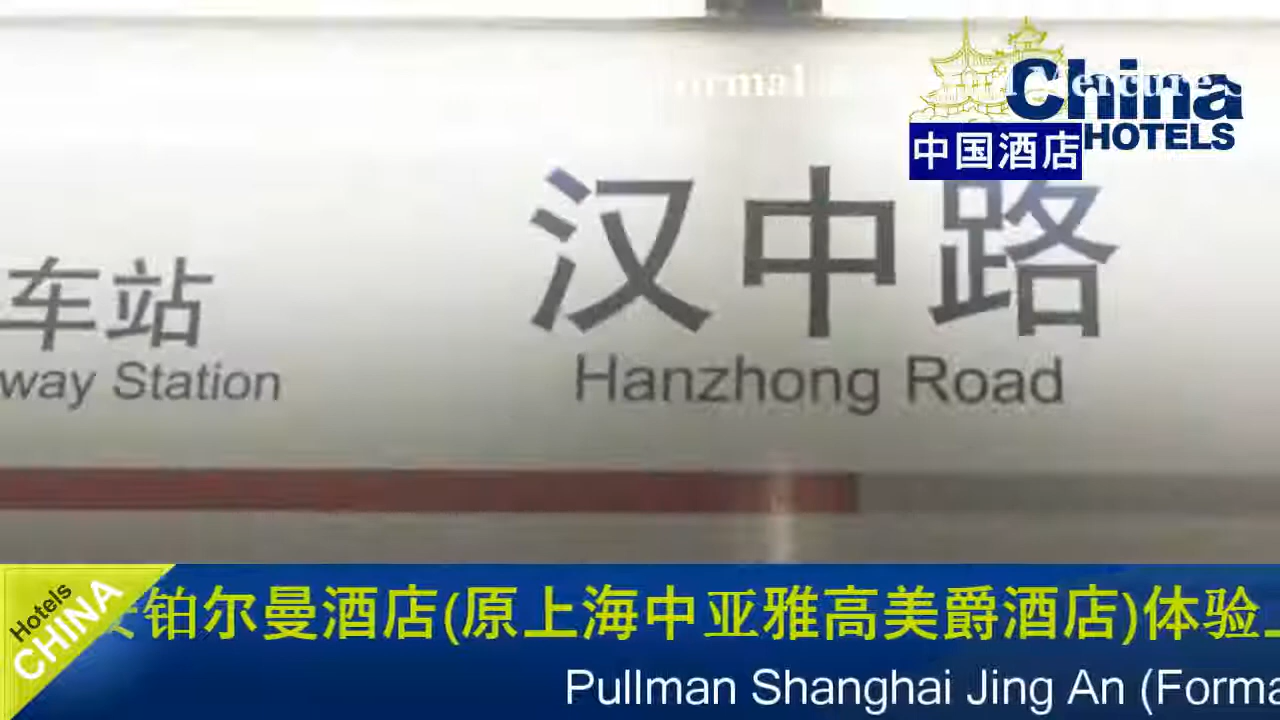 China
HOTELS
中国酒店
汉中路
Hanzhong Road
车站
way Station
Hotels
CHINA
铂尔曼酒店(原上海中亚雅高美爵酒店)体验
Pullman Shanghai Jing An (Forma